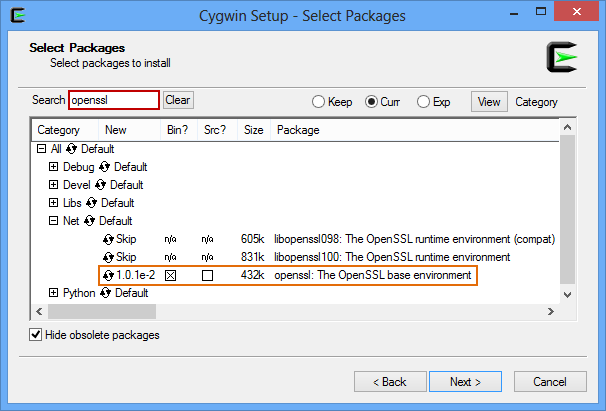 Cygwin Setup - Select Packages
Select Packages
Select packages to install
Search openssl Clear Keep Curr Exp View Category
Category New Bin? Src? Size Package
All Default
Debug Default
Devel Default
Libs Default
Net Default
Skip n/a n/a 605k libopenssl098: The OpenSSL runtime environment (compat)
Skip n/a n/a 831k libopenssl100: The OpenSSL runtime environment
1.0.1e-2 432k openssl: The OpenSSL base environment
Python Default
Hide obsolete packages
< Back Next > Cancel